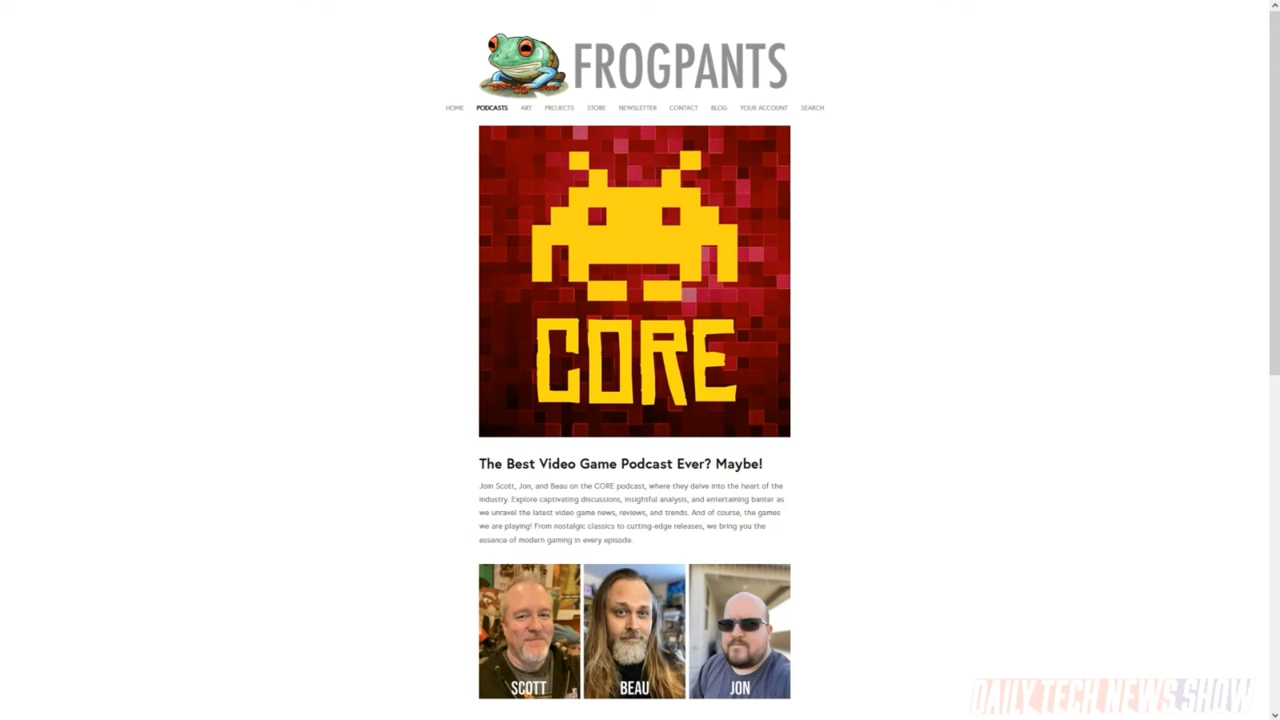 FROGPANTS
HOME PODCASTS ART PROJECTS STORE NEWSLETTER CONTACT BLOG YOUR ACCOUNT SEARCH
CORE
The Best Video Game Podcast Ever? Maybe!
Join Scott, Jon, and Beau on the CORE podcast, where they delve into the heart of the
industry. Explore captivating discussions, insightful analysis, and entertaining banter as
we unravel the latest video game news, reviews, and trends. And of course, the games
we are playing! From nostalgic classics to cutting-edge releases, we bring you the
essence of modern gaming in every episode.
SCOTT BEAU JON
DAILY TECH NEWS SHOW